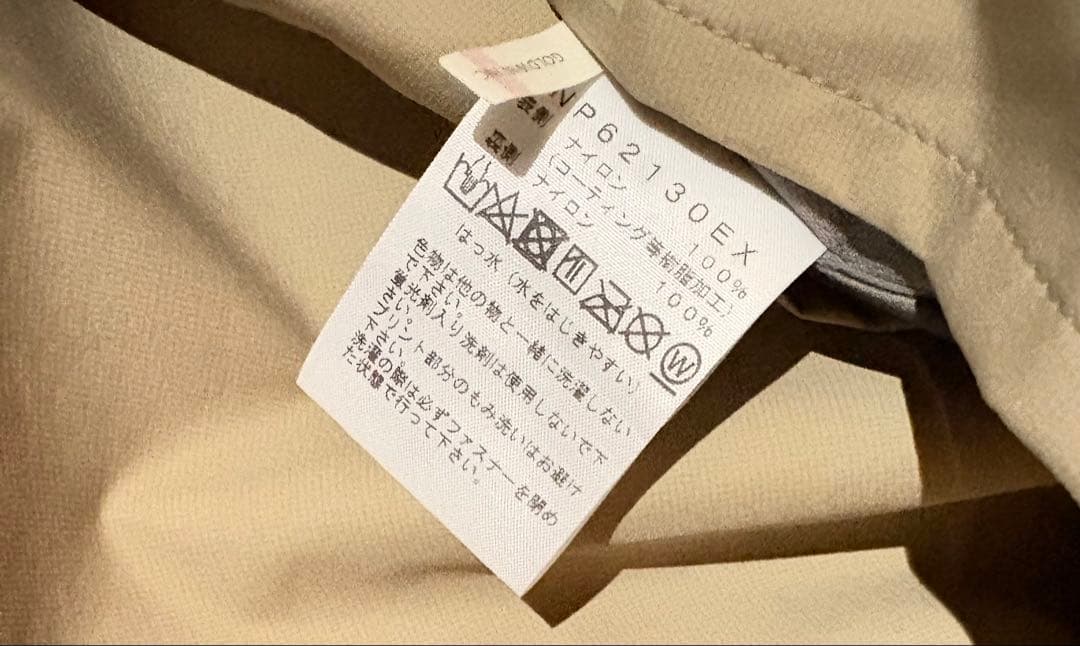 NP62130EX
表側 ナイロン 100%
(コーティング等樹脂加工)
裏側 ナイロン 100%
W
はっ水(水をはじきやすい)
色物は他の物と一緒に洗濯しない
で下さい。
蛍光剤入り洗剤は使用しないで下
さい。
プリント部分のもみ洗いはお避け
下さい。
洗濯の際は必ずファスナーを閉め
た状態で行って下さい。